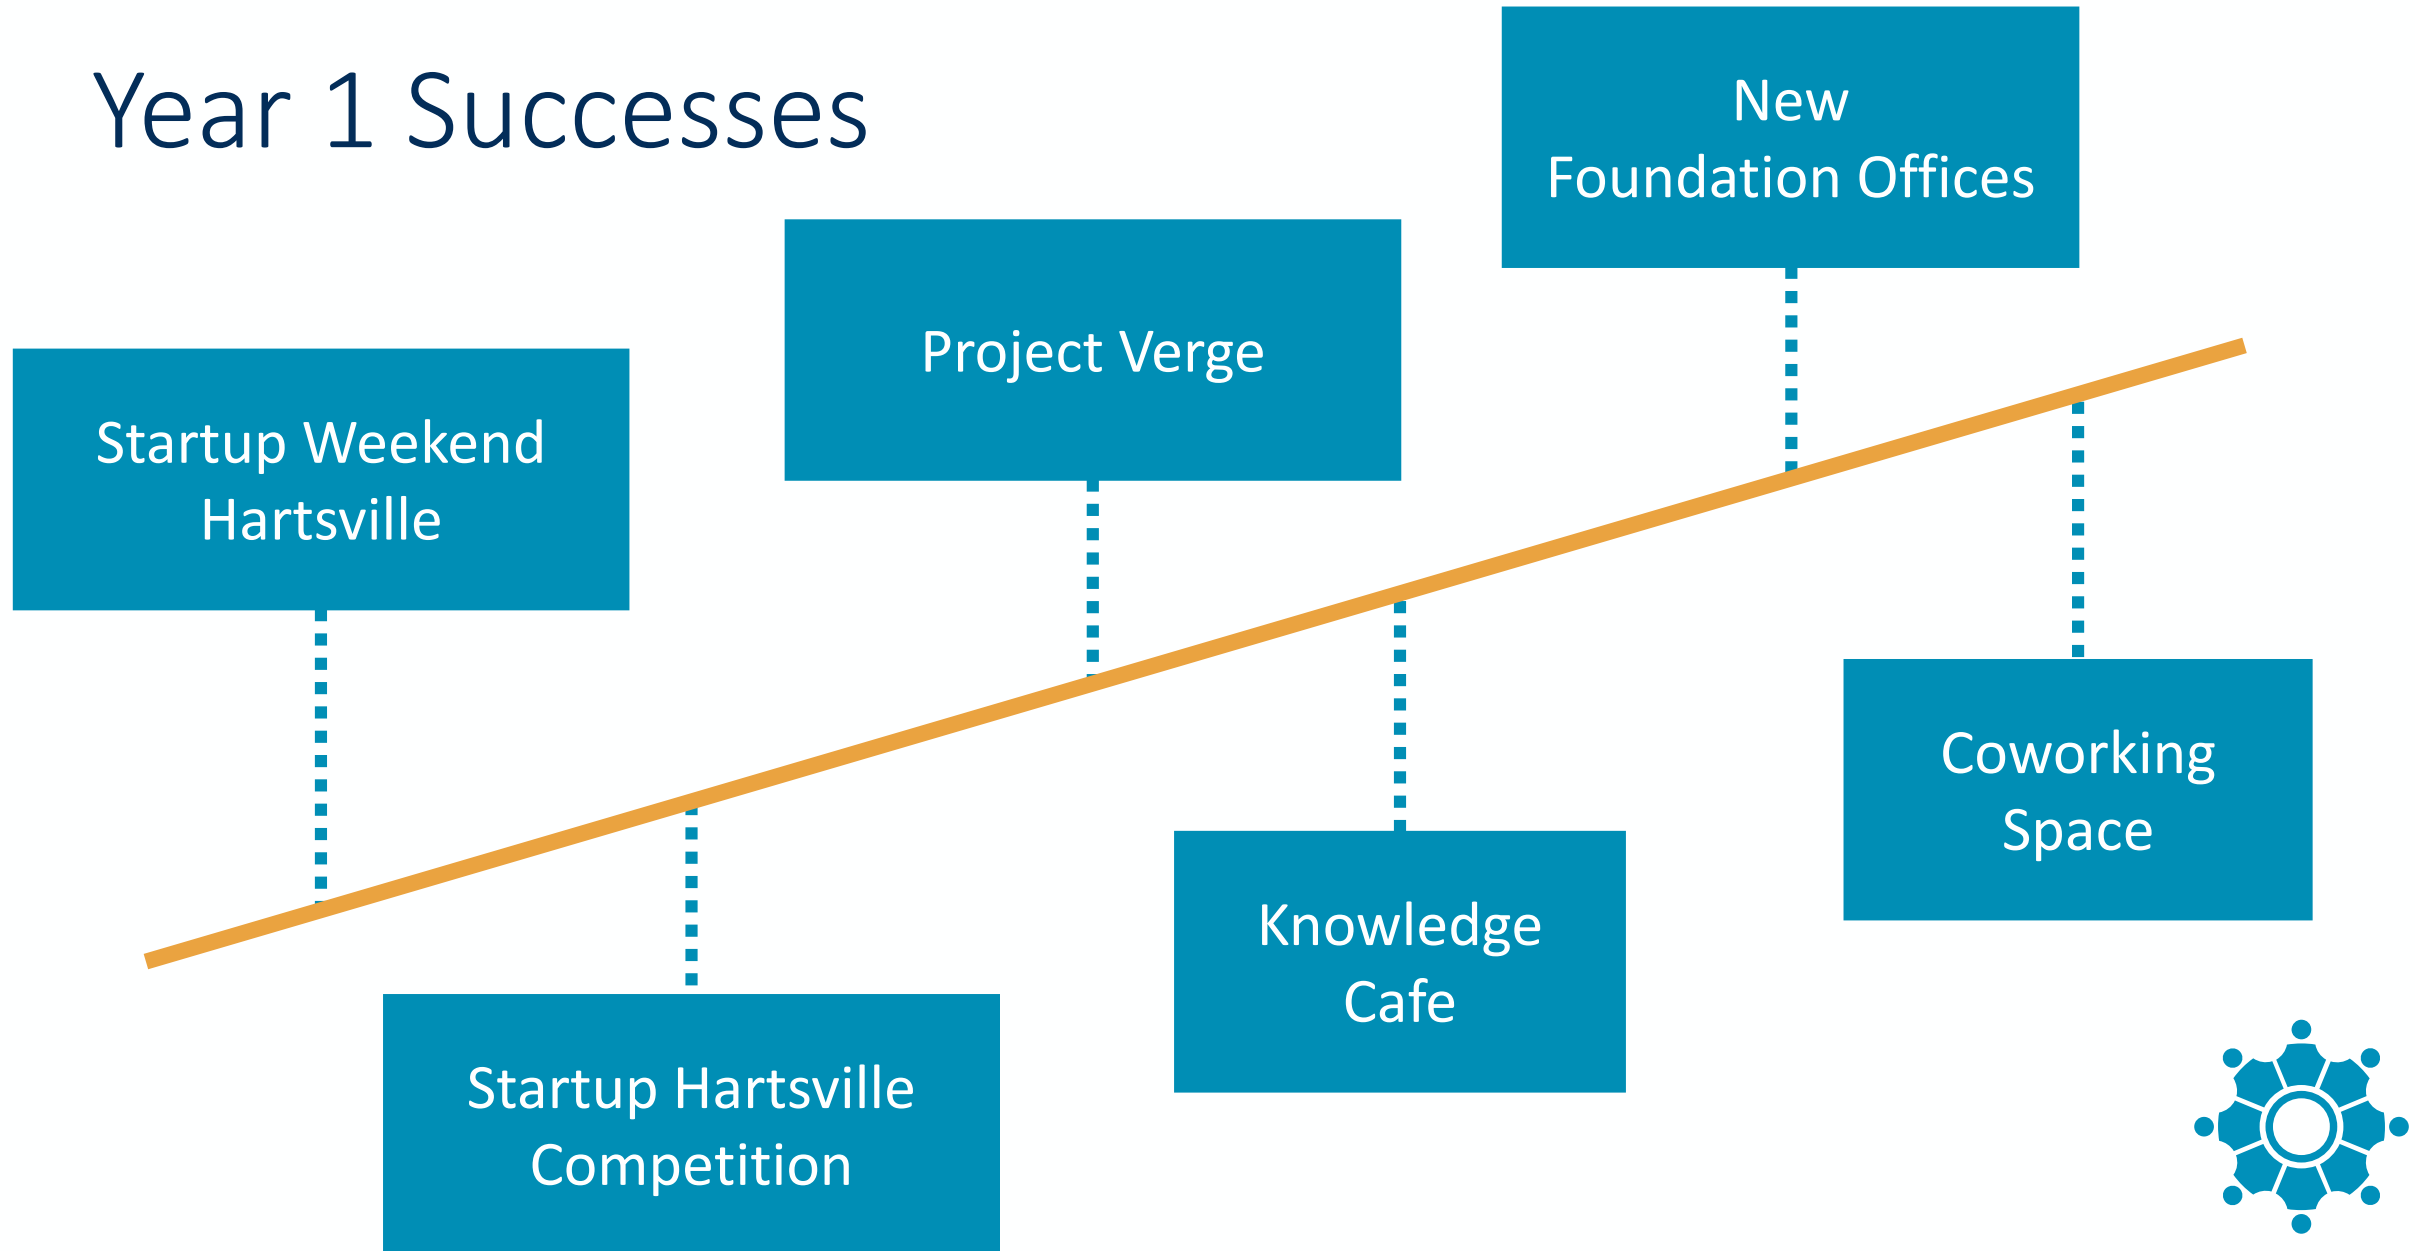 Year 1 Successes
New
Foundation Offices
Project Verge
Startup Weekend
Hartsville
Coworking
Space
Knowledge
Cafe
Startup Hartsville
Competition